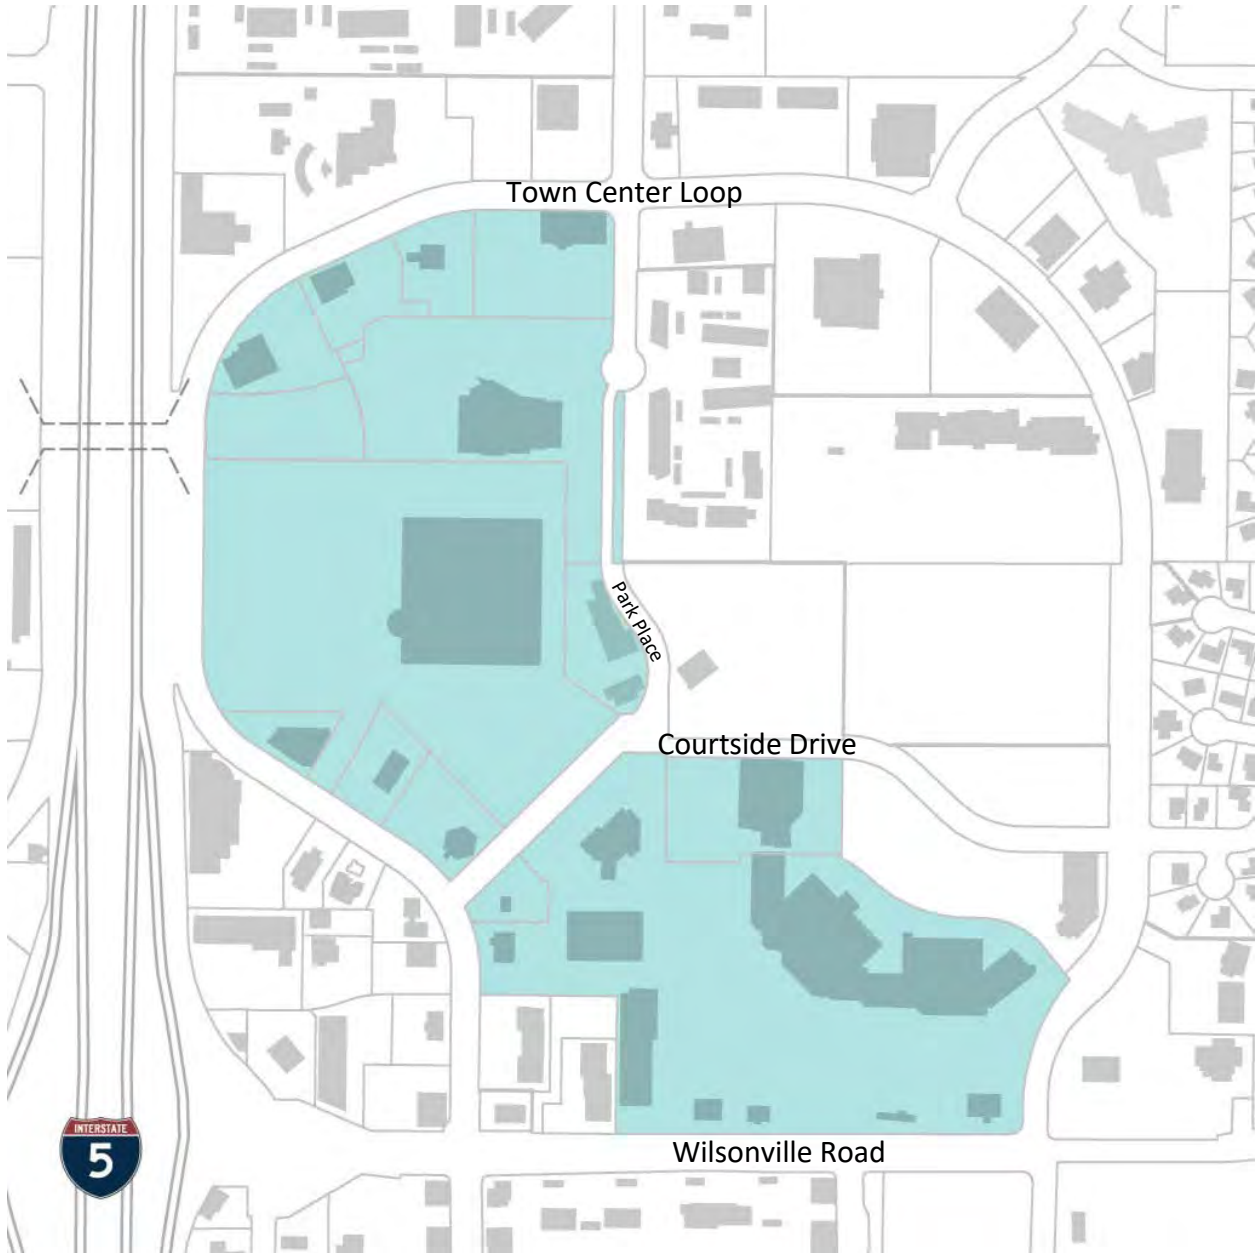 Town Center Loop
Park Place
Courtside Drive
INTERSTATE
5
Wilsonville Road